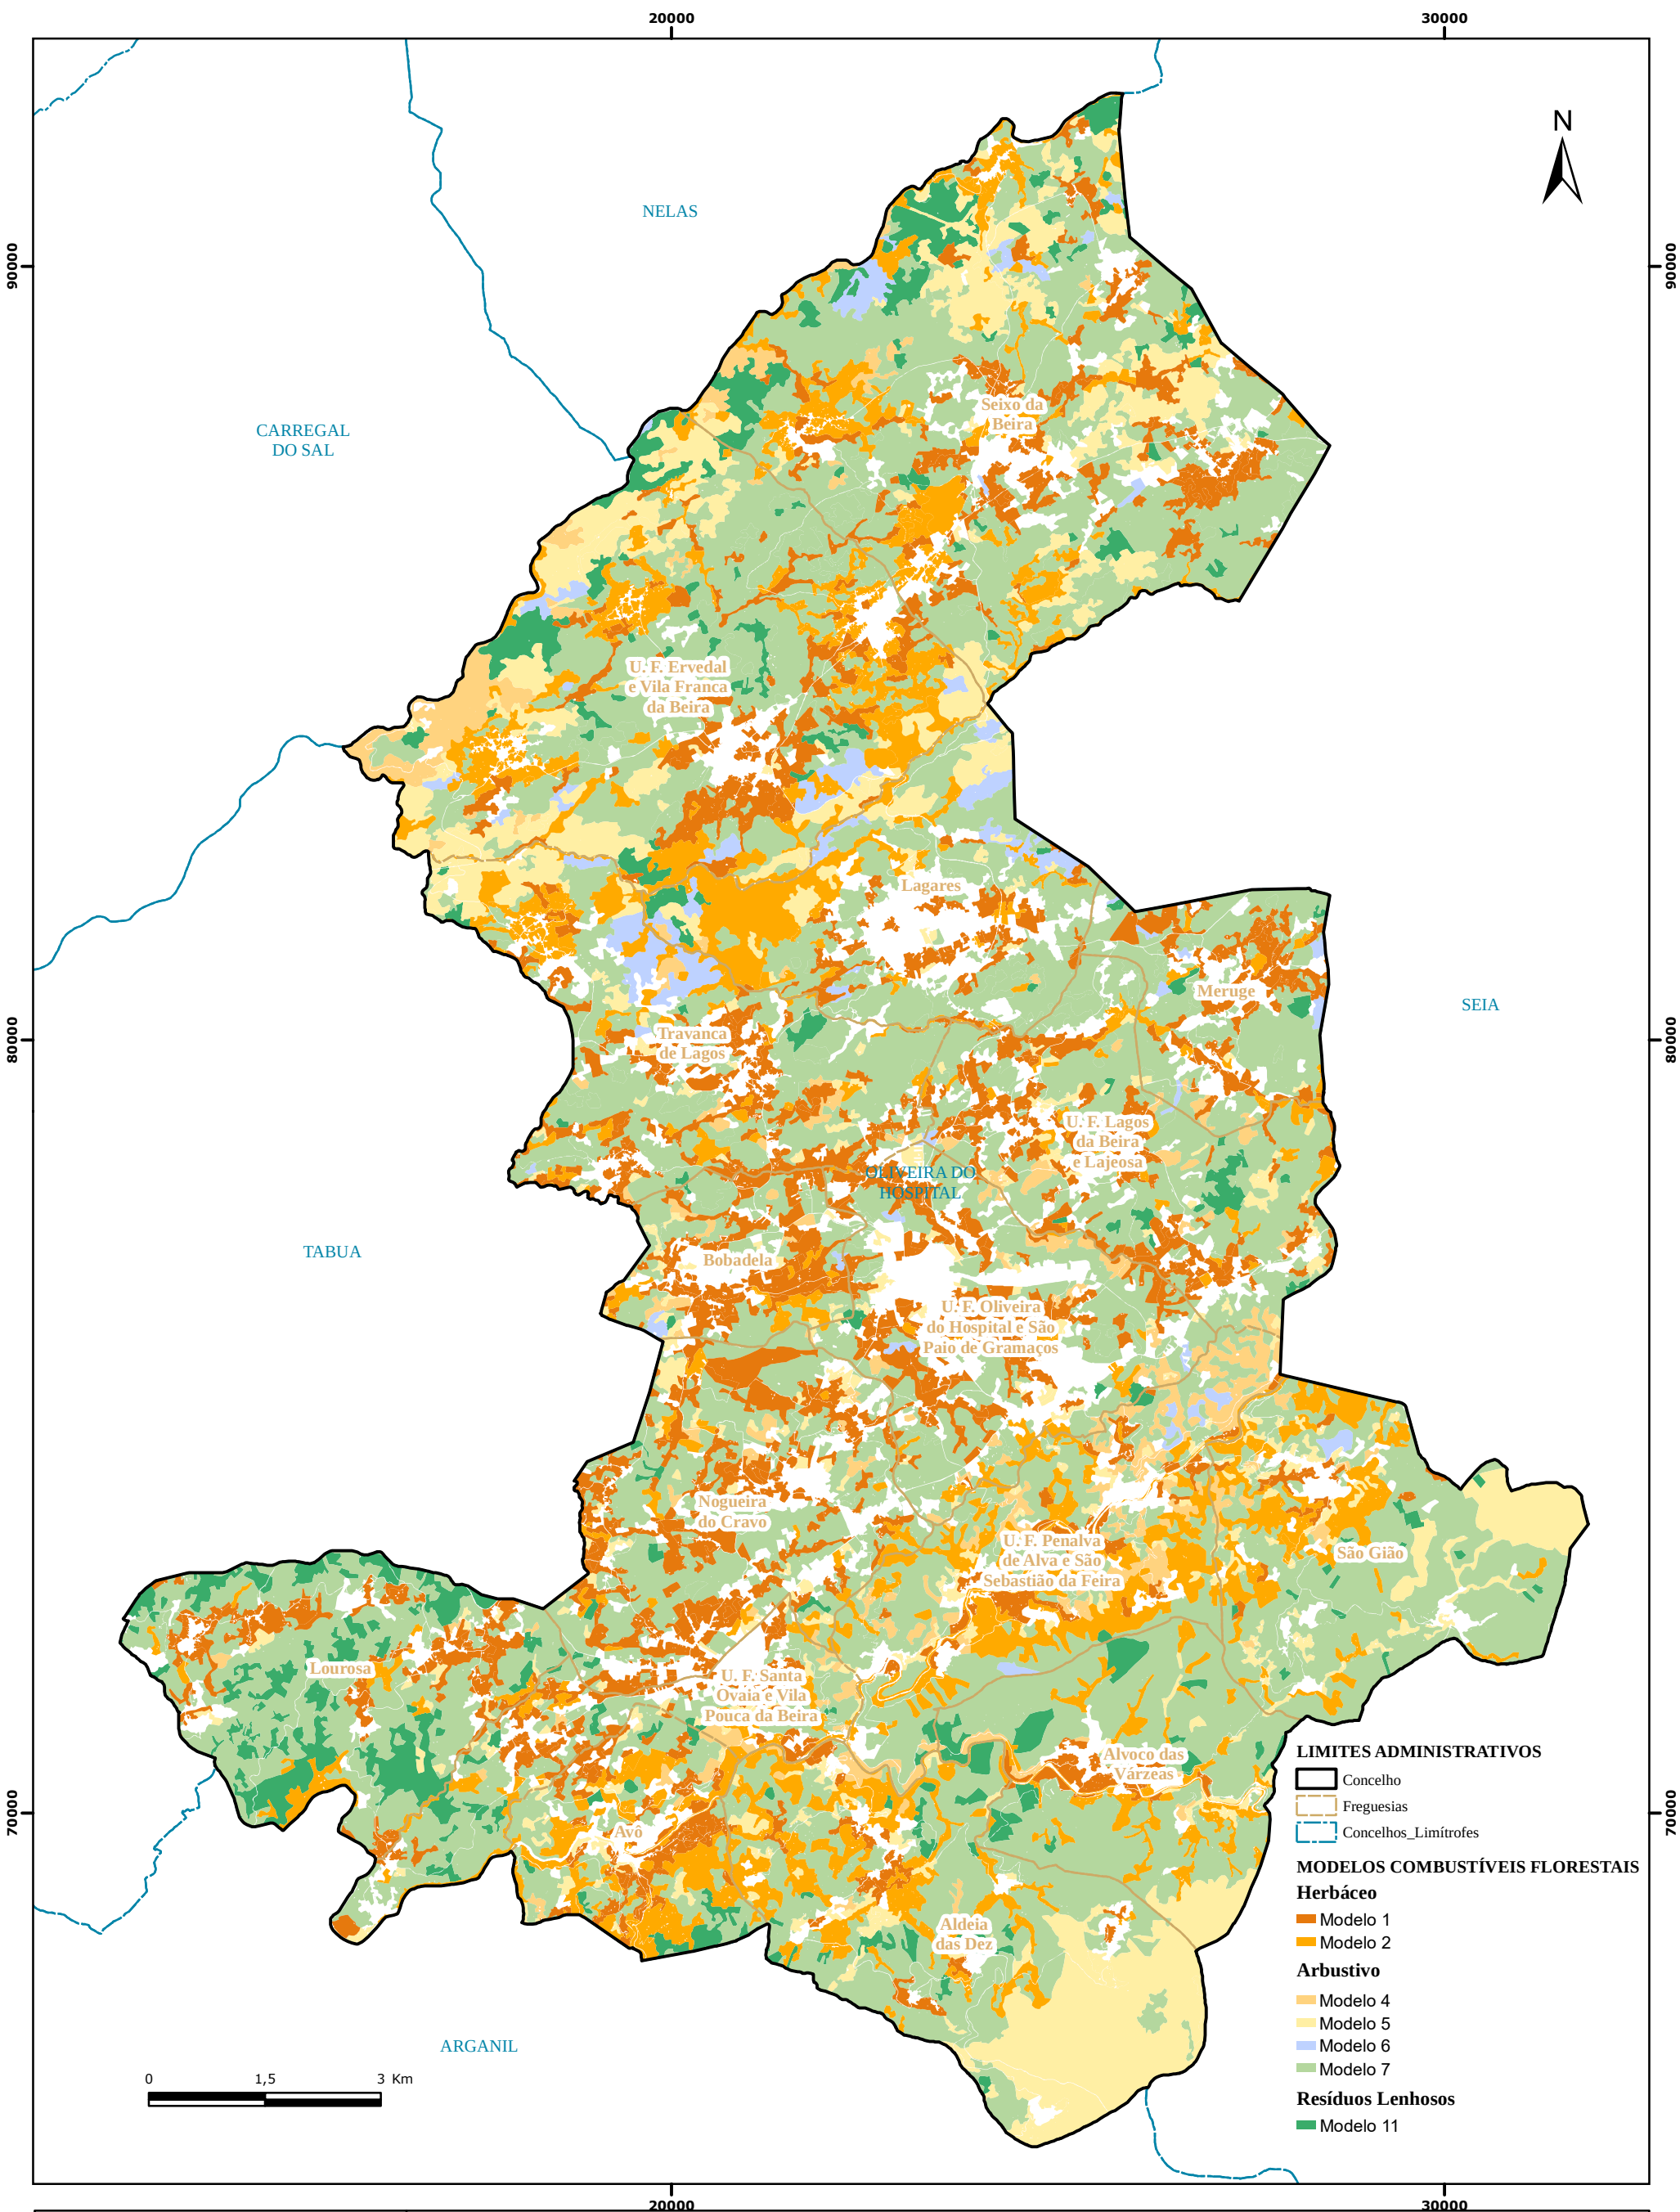 20000
30000
N
NELAS
90000
90000
CARREGAL
DO SAL
Seixo da
Beira
U. F. Ervedal
e Vila Franca
da Beira
Lagares
Meruge
SEIA
Travanca
de Lagos
80000
80000
U. F. Lagos
da Beira
e Lajeosa
OLIVEIRA DO
HOSPITAL
TABUA
Bobadela
U. F. Oliveira
do Hospital e São
Paio de Gramaços
Nogueira
do Cravo
U. F. Penalva
de Alva e São
Sebastião da Feira
São Gião
Lourosa
U. F. Santa
Ovaia e Vila
Pouca da Beira
Alvoco das
Várzeas
70000
70000
Avô
Aldeia
das Dez
ARGANIL
LIMITES ADMINISTRATIVOS
Concelho
Freguesias
Concelhos_Limítrofes
MODELOS COMBUSTÍVEIS FLORESTAIS
Herbáceo
Modelo 1
Modelo 2
Arbustivo
Modelo 4
Modelo 5
Modelo 6
Modelo 7
Resíduos Lenhosos
Modelo 11
0 1,5 3 Km
20000
30000